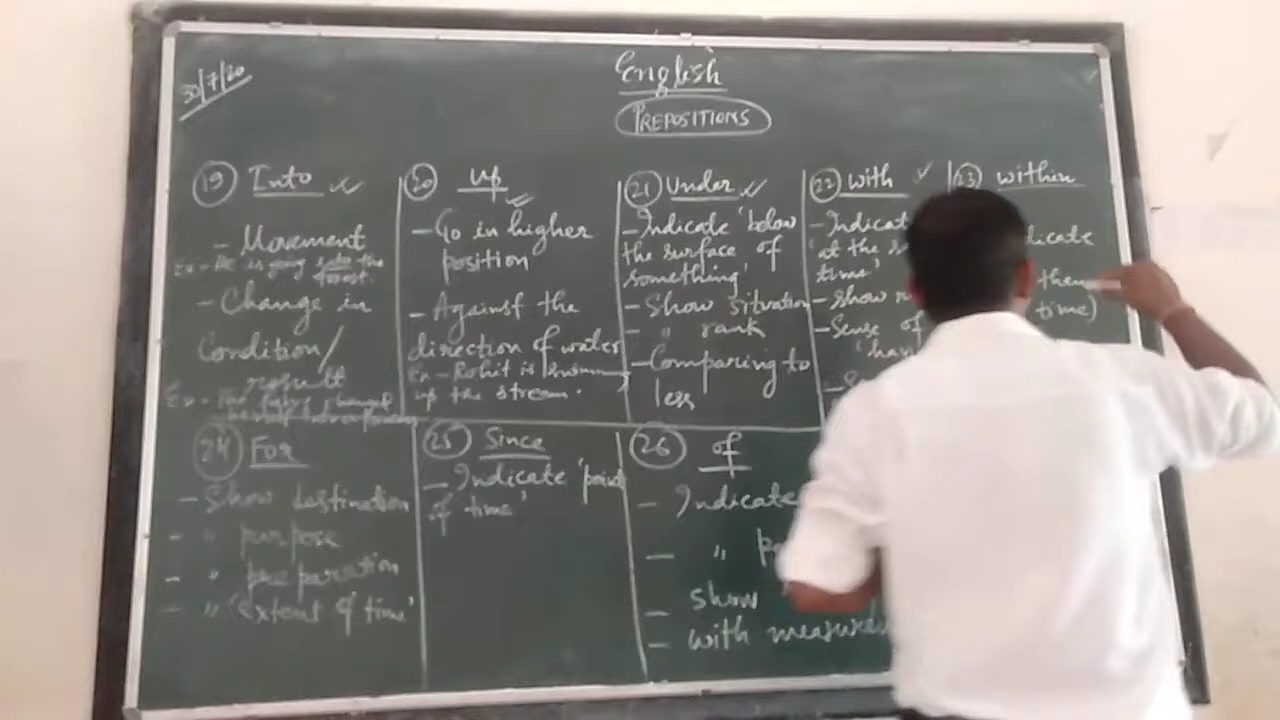 30/7/20
English
PREPOSITIONS
19 Into
- Movement
Ex - He is going into the
forest.
- Change in
Condition/
result
20 up
- Go in higher
position
- Against the
direction of water
Ex - Rohit is
up the stream.
21 Under
- Indicate 'below
the surface of
something'
- Show situation
- " rank
- Comparing to
less
22 with
- Indicat
'at the s
time'
- show
- Sense of
'hav
23 within
dicate
then
time)
24 For
- Show destination
- " purpose
- " preparation
- " 'Extent of time'
25 Since
- Indicate 'point
of time'
26 of
- Indicate
- "
- show
- with measure